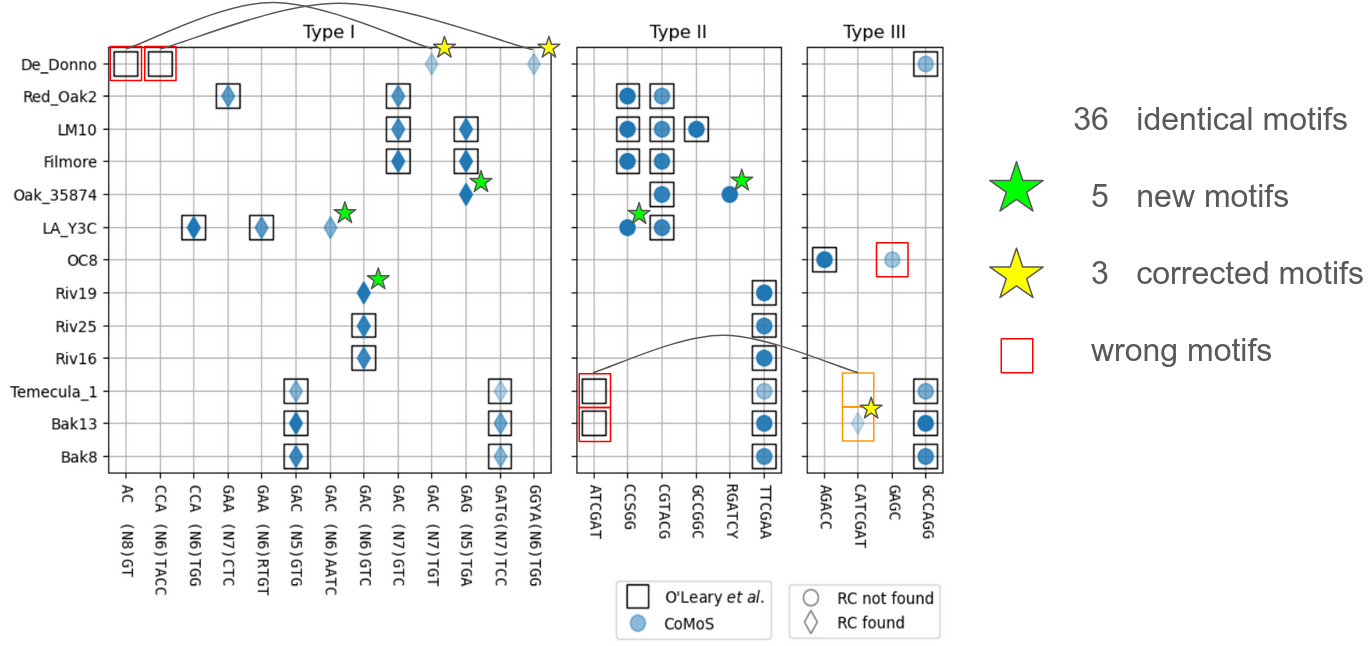 Type I
Type II
Type III
De_Donno
Red_Oak2
LM10
Filmore
Oak_35874
LA_Y3C
OC8
Riv19
Riv25
Riv16
Temecula_1
Bak13
Bak8
AC (N8)GT
CCA (N6)TACC
CCA (N6)TGG
GAA (N7)CTC
GAA (N6)RTGT
GAC (N5)GTG
GAC (N6)AATC
GAC (N6)GTC
GAC (N7)GTC
GAC (N7)TGT
GAG (N5)TGA
GATG(N7)TCC
GGYA(N6)TGG
ATCGAT
CCSGG
CGTACG
GCCGGC
RGATCY
TTCGAA
AGACC
CATCGAT
GAGC
GCCAGG
36 identical motifs
5 new motifs
3 corrected motifs
wrong motifs
O'Leary et al.
CoMoS
RC not found
RC found